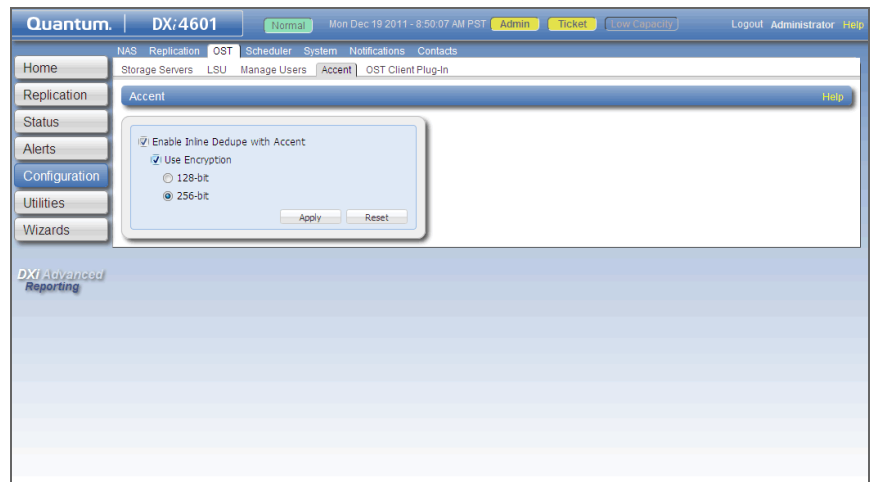 Quantum. DXi4601 Normal Mon Dec 19 2011 - 8:50:07 AM PST Admin Ticket Low Capacity Logout Administrator Help
NAS Replication OST Scheduler System Notifications Contacts
Home
Storage Servers LSU Manage Users Accent OST Client Plug-In
Replication
Accent Help
Status
Alerts
Enable Inline Dedupe with Accent
Use Encryption
Configuration
128-bit
Utilities
256-bit
Apply Reset
Wizards
DXi Advanced
Reporting